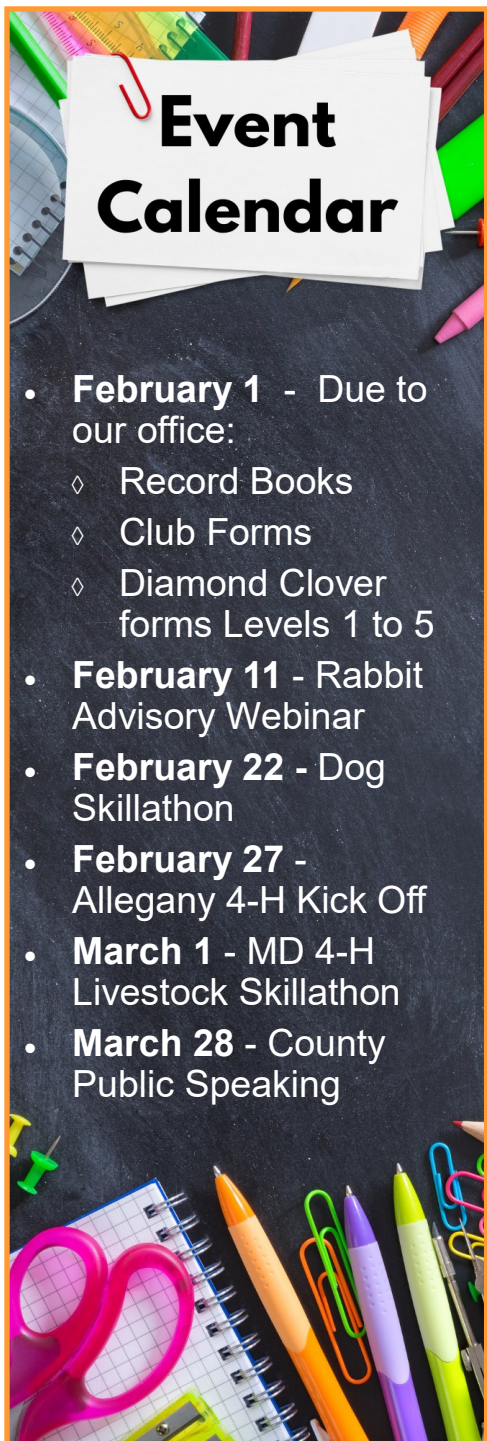 Event
Calendar
• February 1 - Due to
our office:
◊ Record Books
◊ Club Forms
◊ Diamond Clover
forms Levels 1 to 5
• February 11 - Rabbit
Advisory Webinar
• February 22 - Dog
Skillathon
• February 27 -
Allegany 4-H Kick Off
• March 1 - MD 4-H
Livestock Skillathon
• March 28 - County
Public Speaking